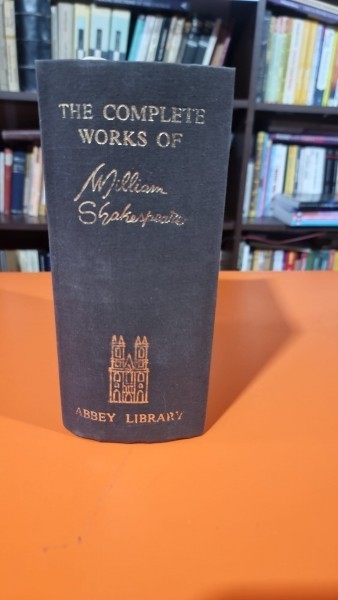 THE COMPLETE
WORKS OF
William
Shakespeare
ABBEY LIBRARY